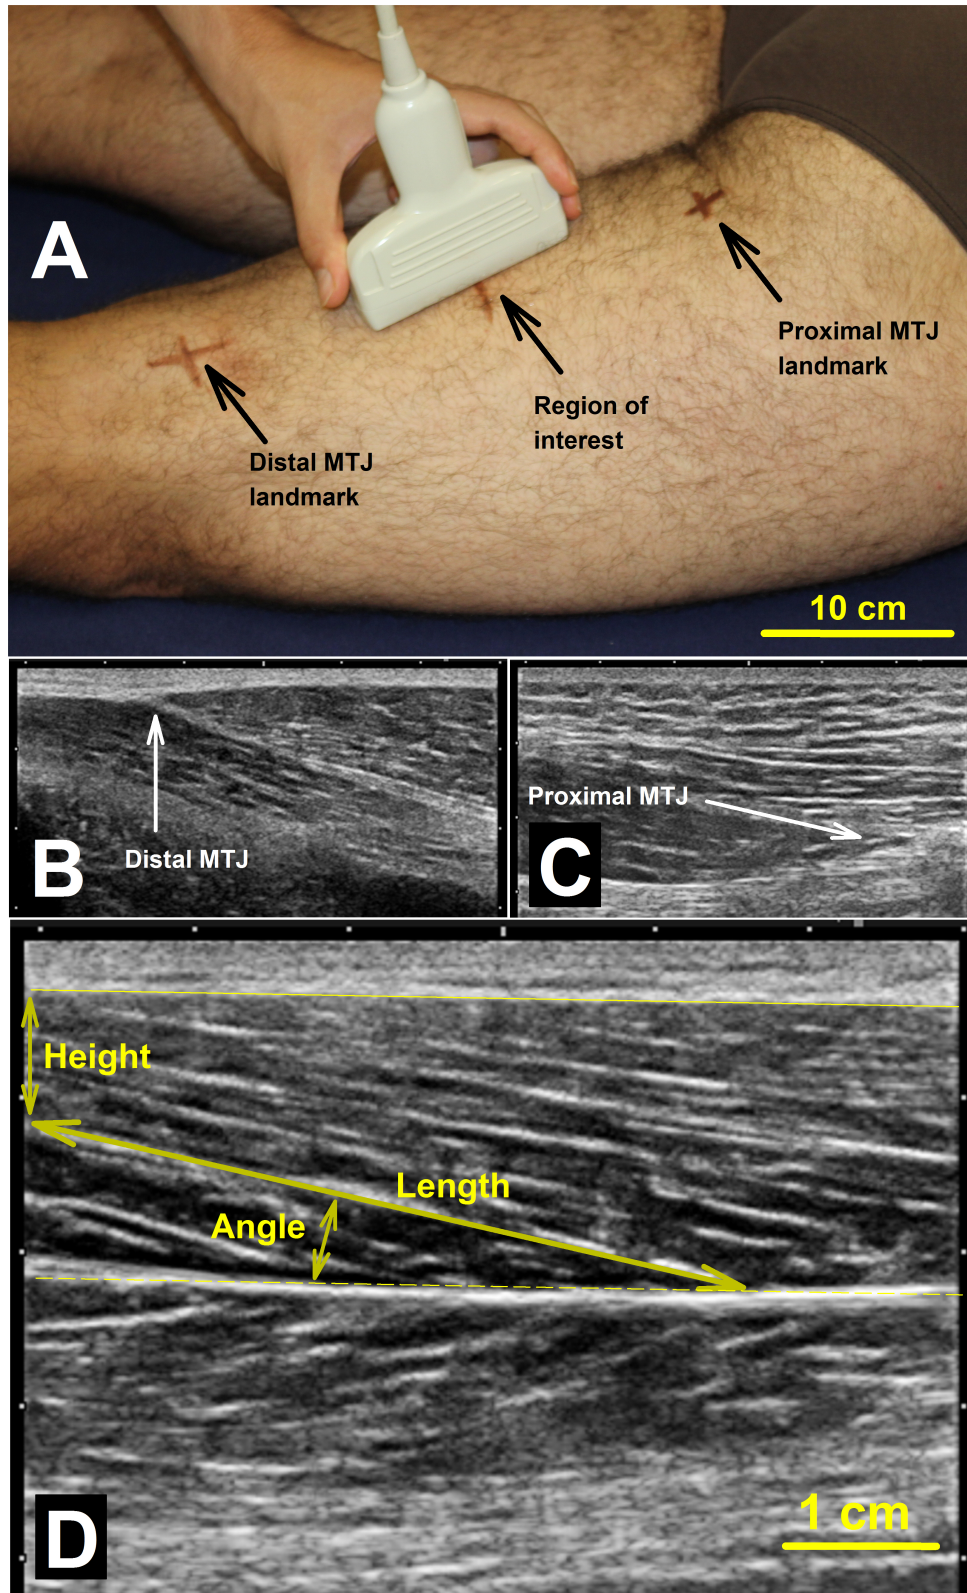 A
Proximal MTJ
landmark
Region of
interest
Distal MTJ
landmark
10 cm
Distal MTJ
B
Proximal MTJ
C
Height
Length
Angle
D
1 cm